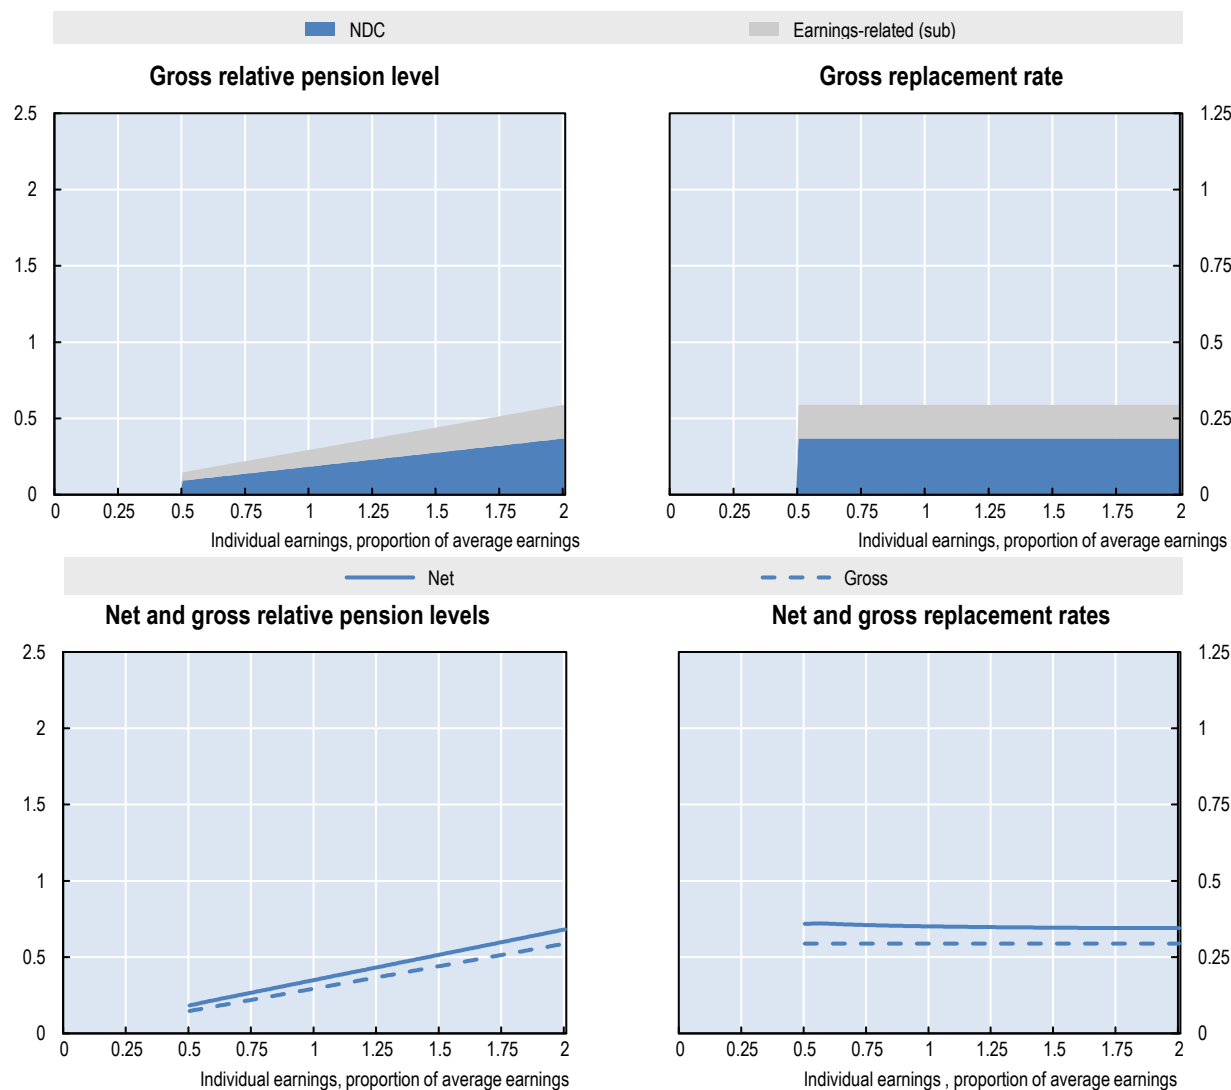 NDC Earnings-related (sub)
Gross relative pension level Gross replacement rate
2.5 1.25
2 1
1.5 0.75
1 0.5
0.5 0.25
0 0
0 0.25 0.5 0.75 1 1.25 1.5 1.75 2 0 0.25 0.5 0.75 1 1.25 1.5 1.75 2
Individual earnings, proportion of average earnings Individual earnings, proportion of average earnings
Net Gross
Net and gross relative pension levels Net and gross replacement rates
2.5 1.25
2 1
1.5 0.75
1 0.5
0.5 0.25
0 0
0 0.25 0.5 0.75 1 1.25 1.5 1.75 2 0 0.25 0.5 0.75 1 1.25 1.5 1.75 2
Individual earnings, proportion of average earnings Individual earnings , proportion of average earnings